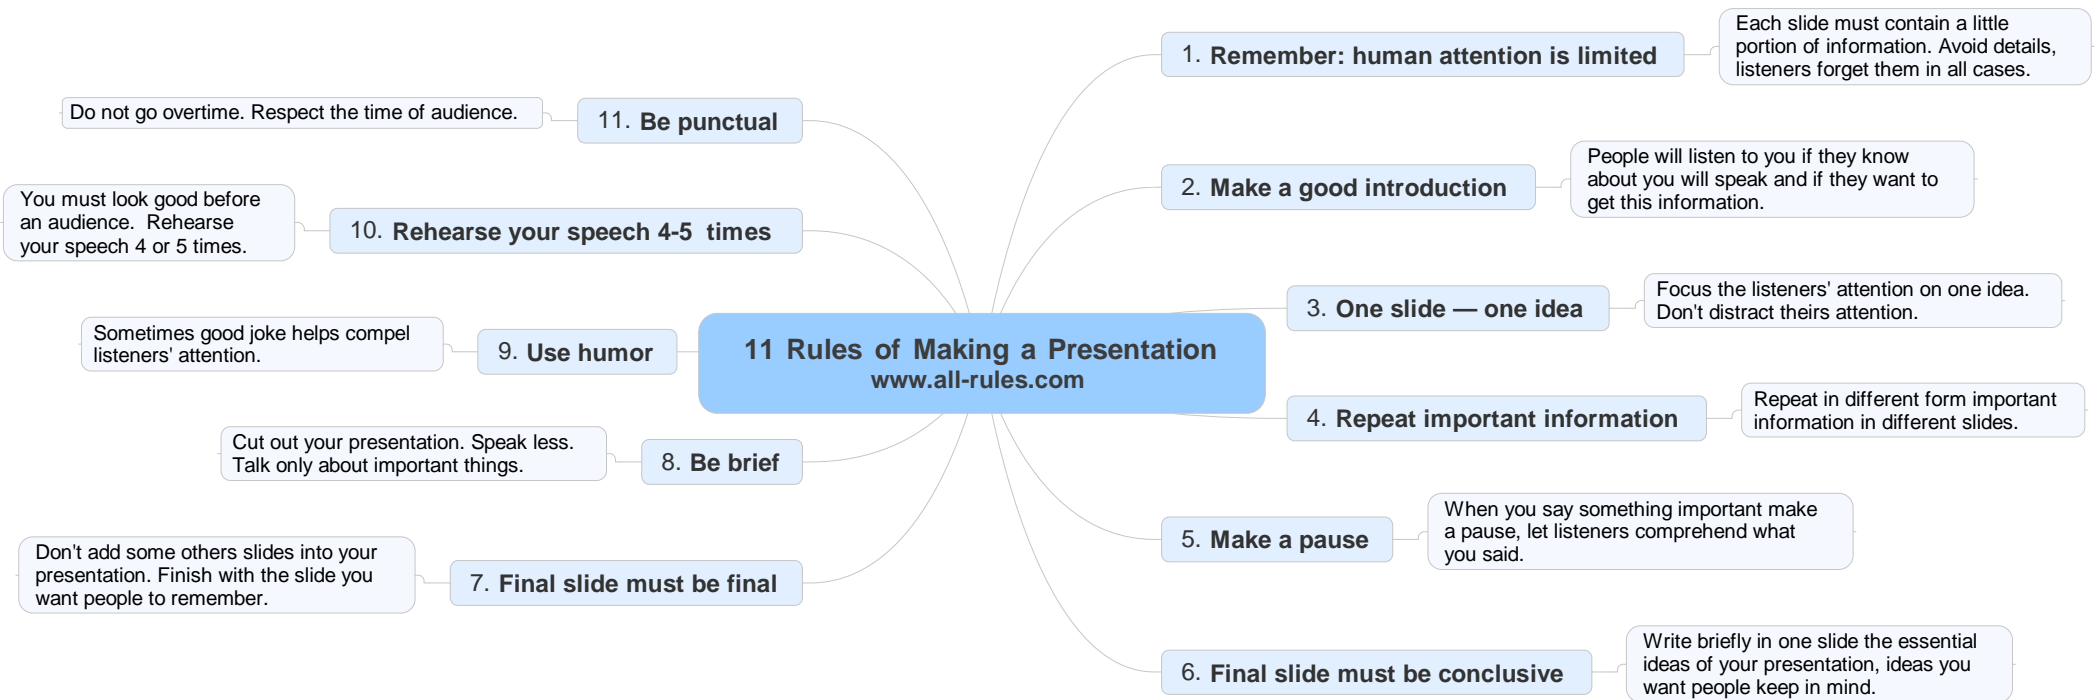 11 Rules of Making a Presentation
www.all-rules.com
1. Remember: human attention is limited
Each slide must contain a little
portion of information. Avoid details,
listeners forget them in all cases.
2. Make a good introduction
People will listen to you if they know
about you will speak and if they want to
get this information.
3. One slide — one idea
Focus the listeners' attention on one idea.
Don't distract theirs attention.
4. Repeat important information
Repeat in different form important
information in different slides.
5. Make a pause
When you say something important make
a pause, let listeners comprehend what
you said.
6. Final slide must be conclusive
Write briefly in one slide the essential
ideas of your presentation, ideas you
want people keep in mind.
7. Final slide must be final
Don't add some others slides into your
presentation. Finish with the slide you
want people to remember.
8. Be brief
Cut out your presentation. Speak less.
Talk only about important things.
9. Use humor
Sometimes good joke helps compel
listeners' attention.
10. Rehearse your speech 4-5 times
You must look good before
an audience. Rehearse
your speech 4 or 5 times.
11. Be punctual
Do not go overtime. Respect the time of audience.